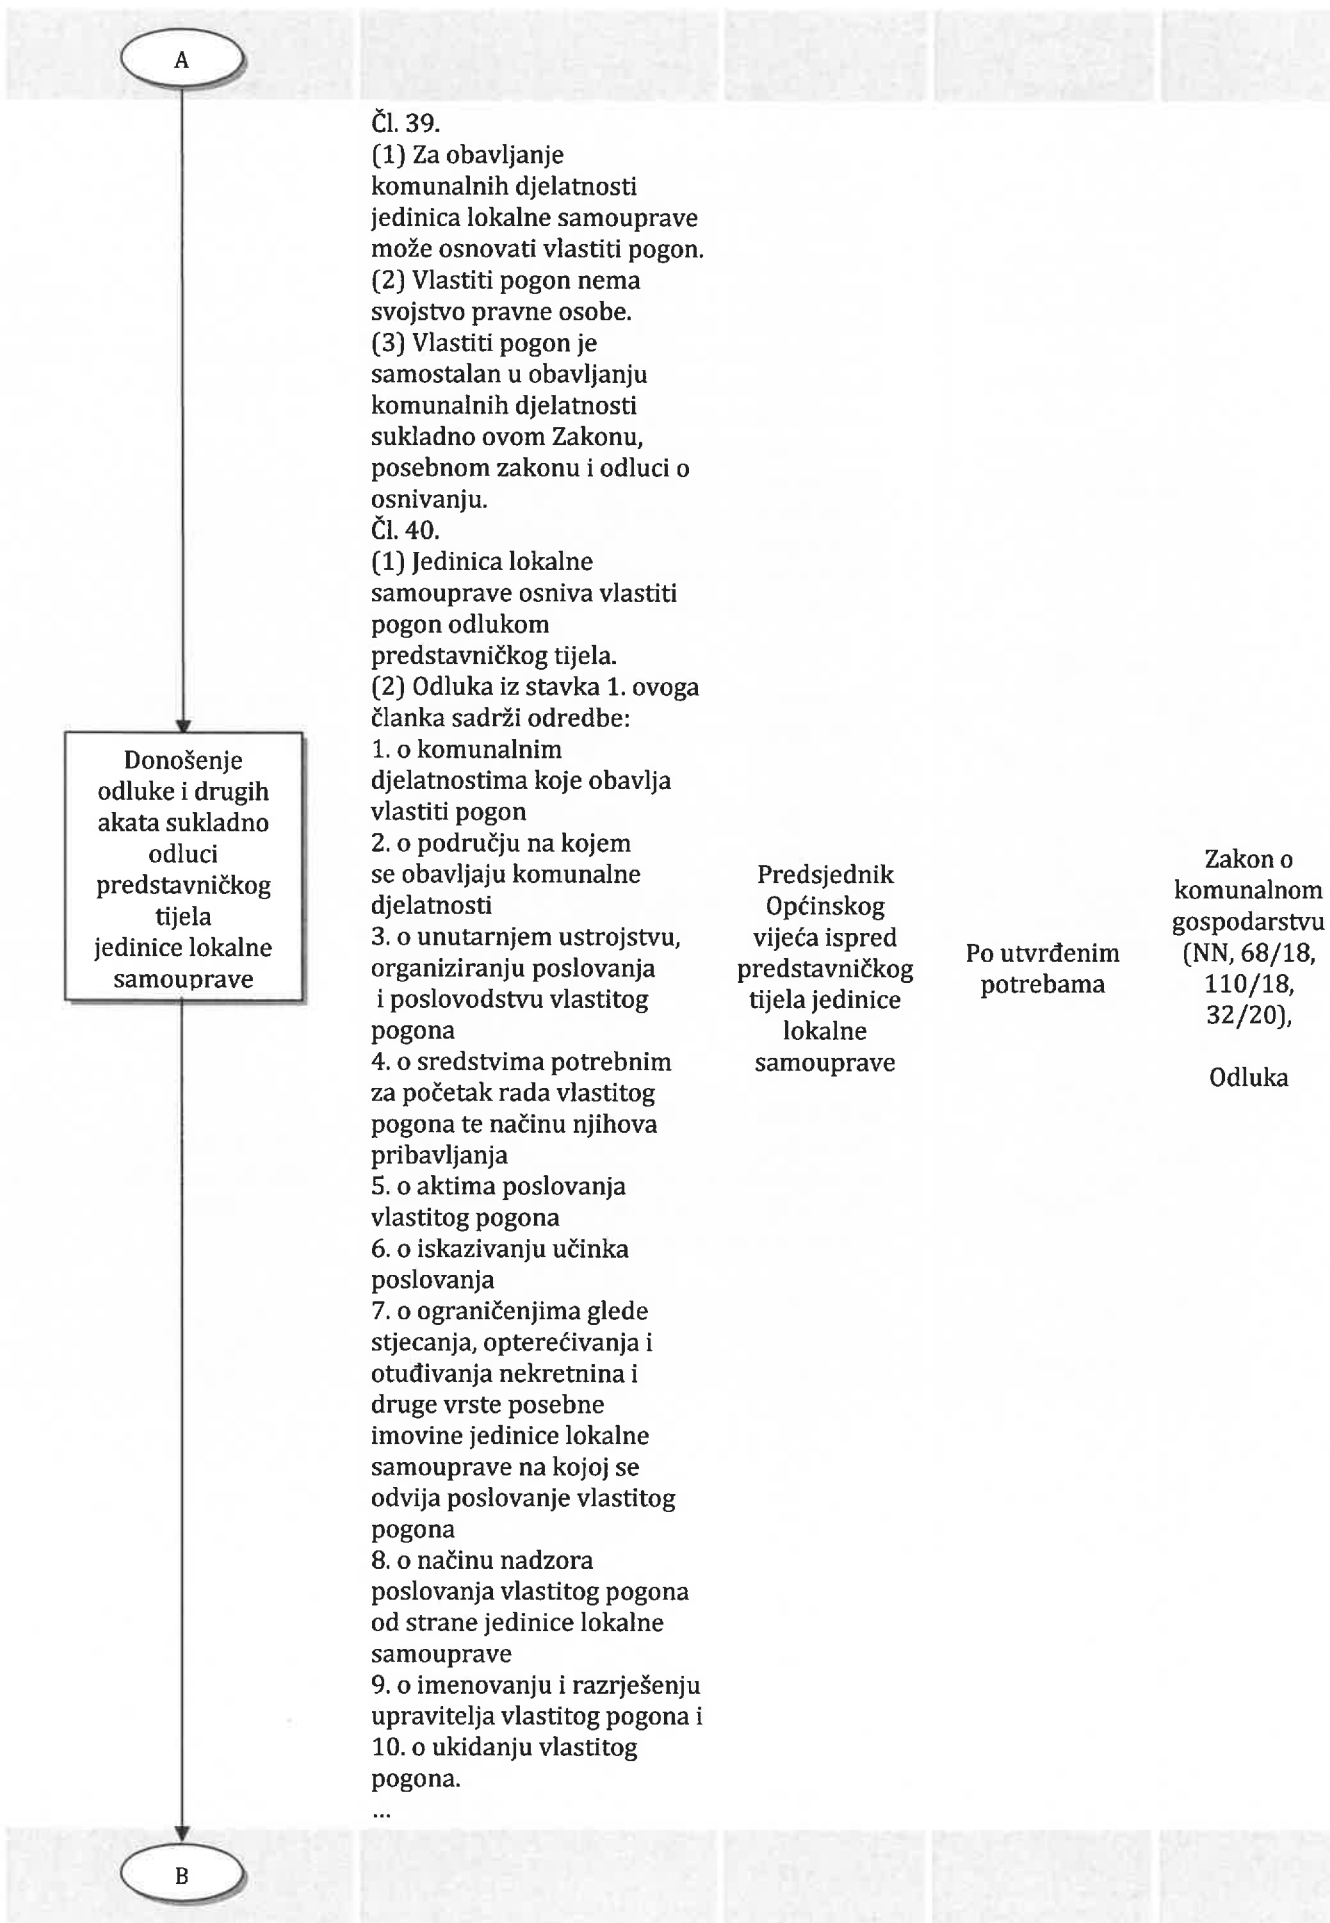 A
Donošenje
odluke i drugih
akata sukladno
odluci
predstavničkog
tijela
jedinice lokalne
samouprave
Čl. 39.
(1) Za obavljanje
komunalnih djelatnosti
jedinica lokalne samouprave
može osnovati vlastiti pogon.
(2) Vlastiti pogon nema
svojstvo pravne osobe.
(3) Vlastiti pogon je
samostalan u obavljanju
komunalnih djelatnosti
sukladno ovom Zakonu,
posebnom zakonu i odluci o
osnivanju.
Čl. 40.
(1) Jedinica lokalne
samouprave osniva vlastiti
pogon odlukom
predstavničkog tijela.
(2) Odluka iz stavka 1. ovoga
članka sadrži odredbe:
1. o komunalnim
djelatnostima koje obavlja
vlastiti pogon
2. o području na kojem
se obavljaju komunalne
djelatnosti
3. o unutarnjem ustrojstvu,
organiziranju poslovanja
i poslovodstvu vlastitog
pogona
4. o sredstvima potrebnim
za početak rada vlastitog
pogona te načinu njihova
pribavljanja
5. o aktima poslovanja
vlastitog pogona
6. o iskazivanju učinka
poslovanja
7. o ograničenjima glede
stjecanja, opterećivanja i
otuđivanja nekretnina i
druge vrste posebne
imovine jedinice lokalne
samouprave na kojoj se
odvija poslovanje vlastitog
pogona
8. o načinu nadzora
poslovanja vlastitog pogona
od strane jedinice lokalne
samouprave
9. o imenovanju i razrješenju
upravitelja vlastitog pogona i
10. o ukidanju vlastitog
pogona.
...
Predsjednik
Općinskog
vijeća ispred
predstavničkog
tijela jedinice
lokalne
samouprave
Po utvrđenim
potrebama
Zakon o
komunalnom
gospodarstvu
(NN, 68/18,
110/18,
32/20),
Odluka
B